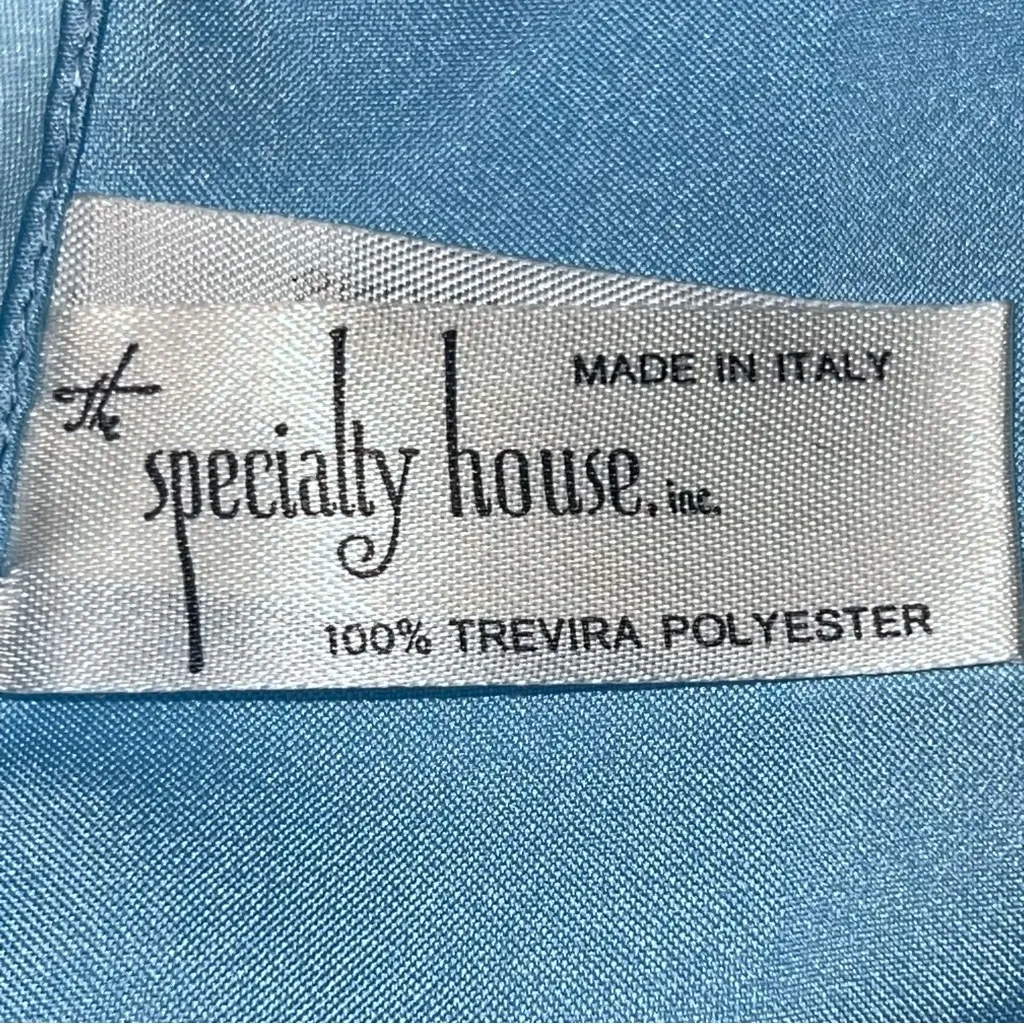 MADE IN ITALY
The
specialty house, inc.
100% TREVIRA POLYESTER